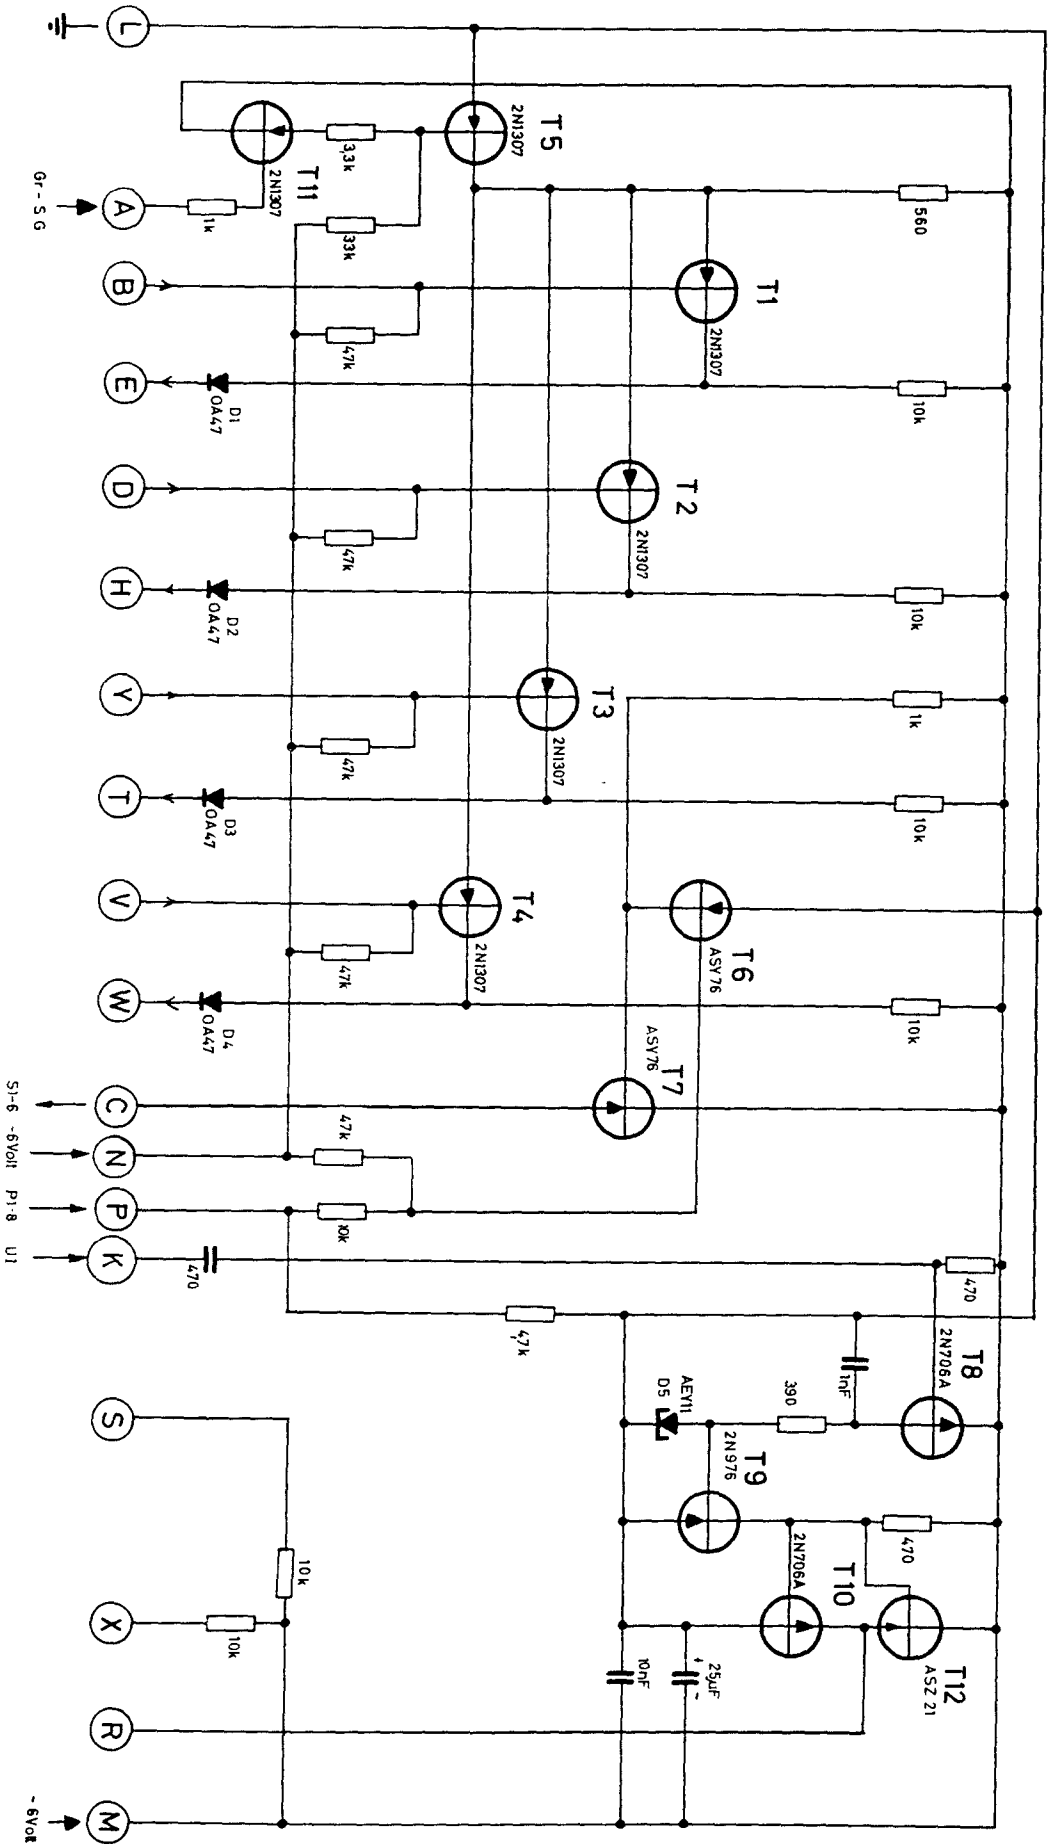 L
T5
2N1307
3,3k
T11
2N1307
33k
560
Gr-SG
A
1k
B
T1
2N1307
47k
E
D1
OA47
10k
D
T2
2N1307
47k
H
D2
OA47
10k
Y
T3
2N1307
47k
1k
T
D3
OA47
10k
V
T4
2N1307
47k
T6
ASY76
W
D4
OA47
10k
ASY76
T7
S1-6
C
-6Volt
N
47k
P1-8
P
10k
U1
K
470
470
4,7k
1nF
T8
2N706A
S
AEY11
D5
390
T9
2N976
470
10k
2N706A
T10
X
10k
10nF
25µF
+
-
T12
ASZ 21
R
-6Volt
M